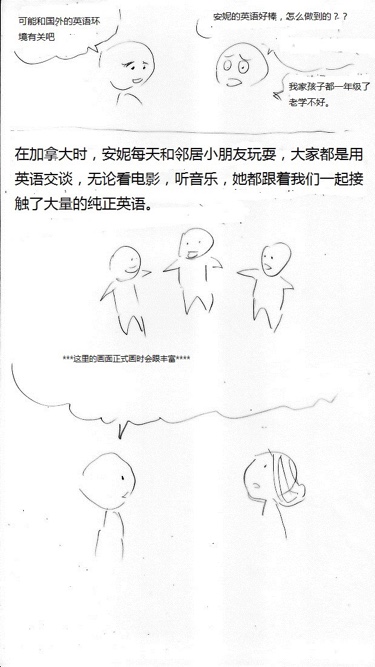 可能和国外的英语环
境有关吧
安妮的英语好棒，怎么做到的？？
我家孩子都一年级了
老学不好。
在加拿大时，安妮每天和邻居小朋友玩耍，大家都是用
英语交谈，无论看电影，听音乐，她都跟着我们一起接
触了大量的纯正英语。
***这里的画面正式画时会跟丰富****